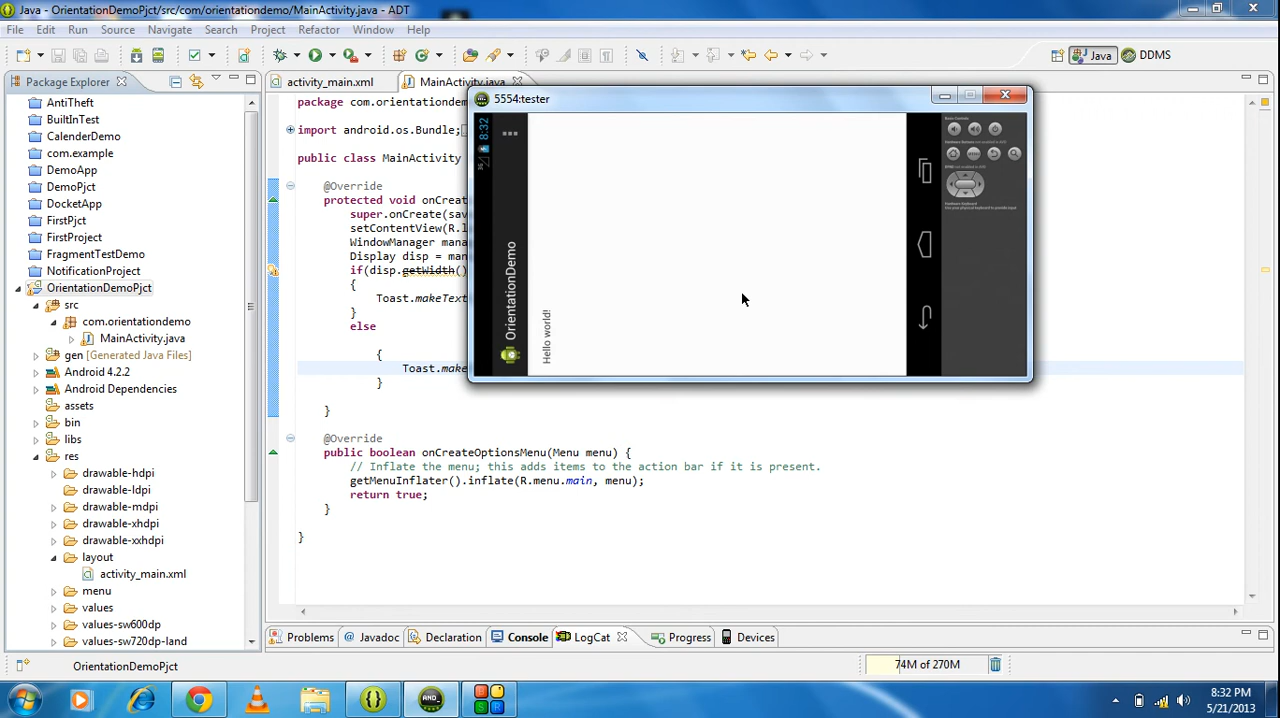 Java - OrientationDemoPjct/src/com/orientationdemo/MainActivity.java - ADT
File Edit Run Source Navigate Search Project Refactor Window Help
Java DDMS
Package Explorer
AntiTheft
BuiltInTest
CalenderDemo
com.example
DemoApp
DemoPjct
DocketApp
FirstPjct
FirstProject
FragmentTestDemo
NotificationProject
OrientationDemoPjct
src
com.orientationdemo
MainActivity.java
gen [Generated Java Files]
Android 4.2.2
Android Dependencies
assets
bin
libs
res
drawable-hdpi
drawable-ldpi
drawable-mdpi
drawable-xhdpi
drawable-xxhdpi
layout
activity_main.xml
menu
values
values-sw600dp
values-sw720dp-land
activity_main.xml MainActivity.java
package com.orientationdem
import android.os.Bundle;
public class MainActivity
@Override
protected void onCrea
super.onCreate(sav
setContentView(R.l
WindowManager mana
Display disp = man
if(disp.getWidth()
{
Toast.makeText
}
else
{
Toast.make
}
}
@Override
public boolean onCreateOptionsMenu(Menu menu) {
// Inflate the menu; this adds items to the action bar if it is present.
getMenuInflater().inflate(R.menu.main, menu);
return true;
}
}
5554:tester
8:32
3G
OrientationDemo
Hello world!
MENU
Problems Javadoc Declaration Console LogCat Progress Devices
OrientationDemoPjct
74M of 270M
AND
8:32 PM
5/21/2013